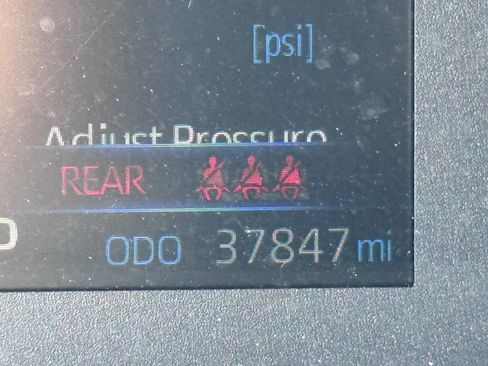 [psi]
Adjust Pressure
REAR
ODO 37847 mi